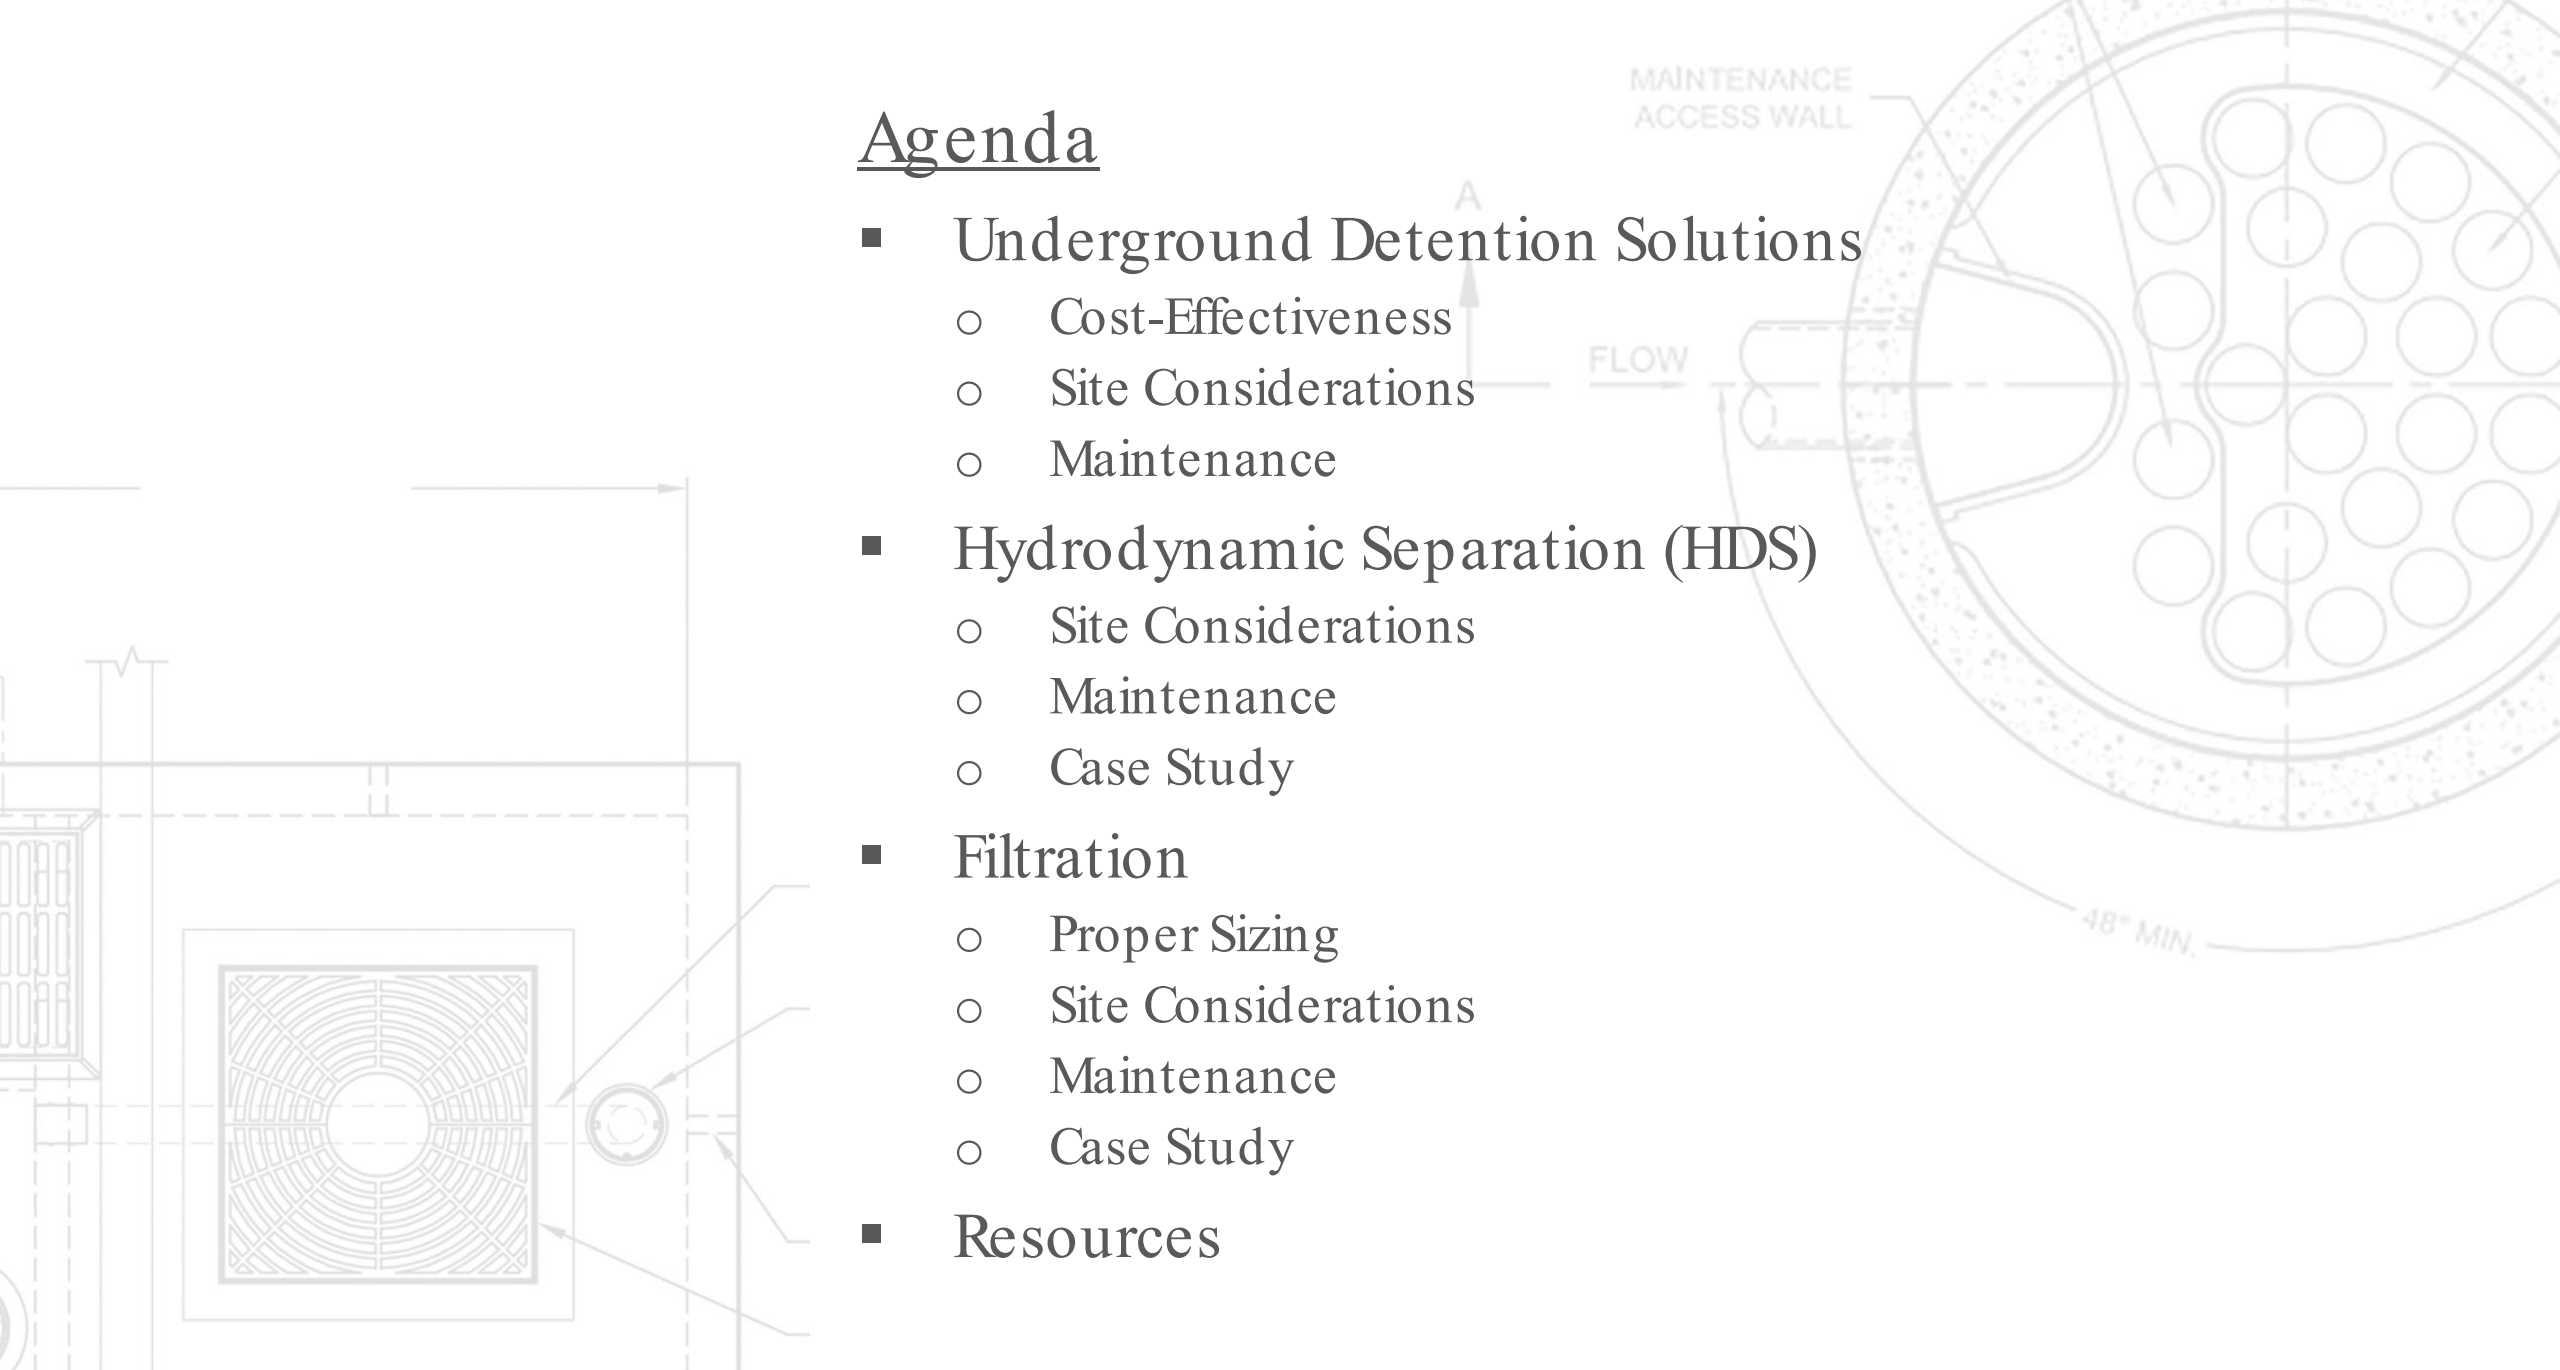 MAINTENANCE
ACCESS WALL
Agenda
A
▪ Underground Detention Solutions
o Cost-Effectiveness
FLOW
o Site Considerations
o Maintenance
▪ Hydrodynamic Separation (HDS)
o Site Considerations
o Maintenance
o Case Study
▪ Filtration
o Proper Sizing
48" MIN.
o Site Considerations
o Maintenance
o Case Study
▪ Resources